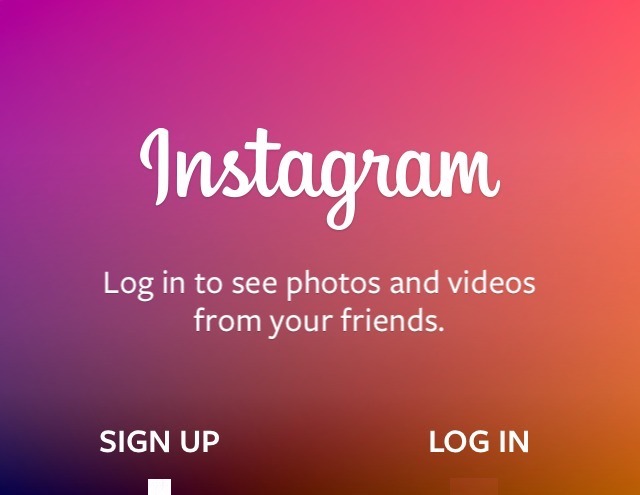 Instagram
Log in to see photos and videos
from your friends.
SIGN UP
LOG IN